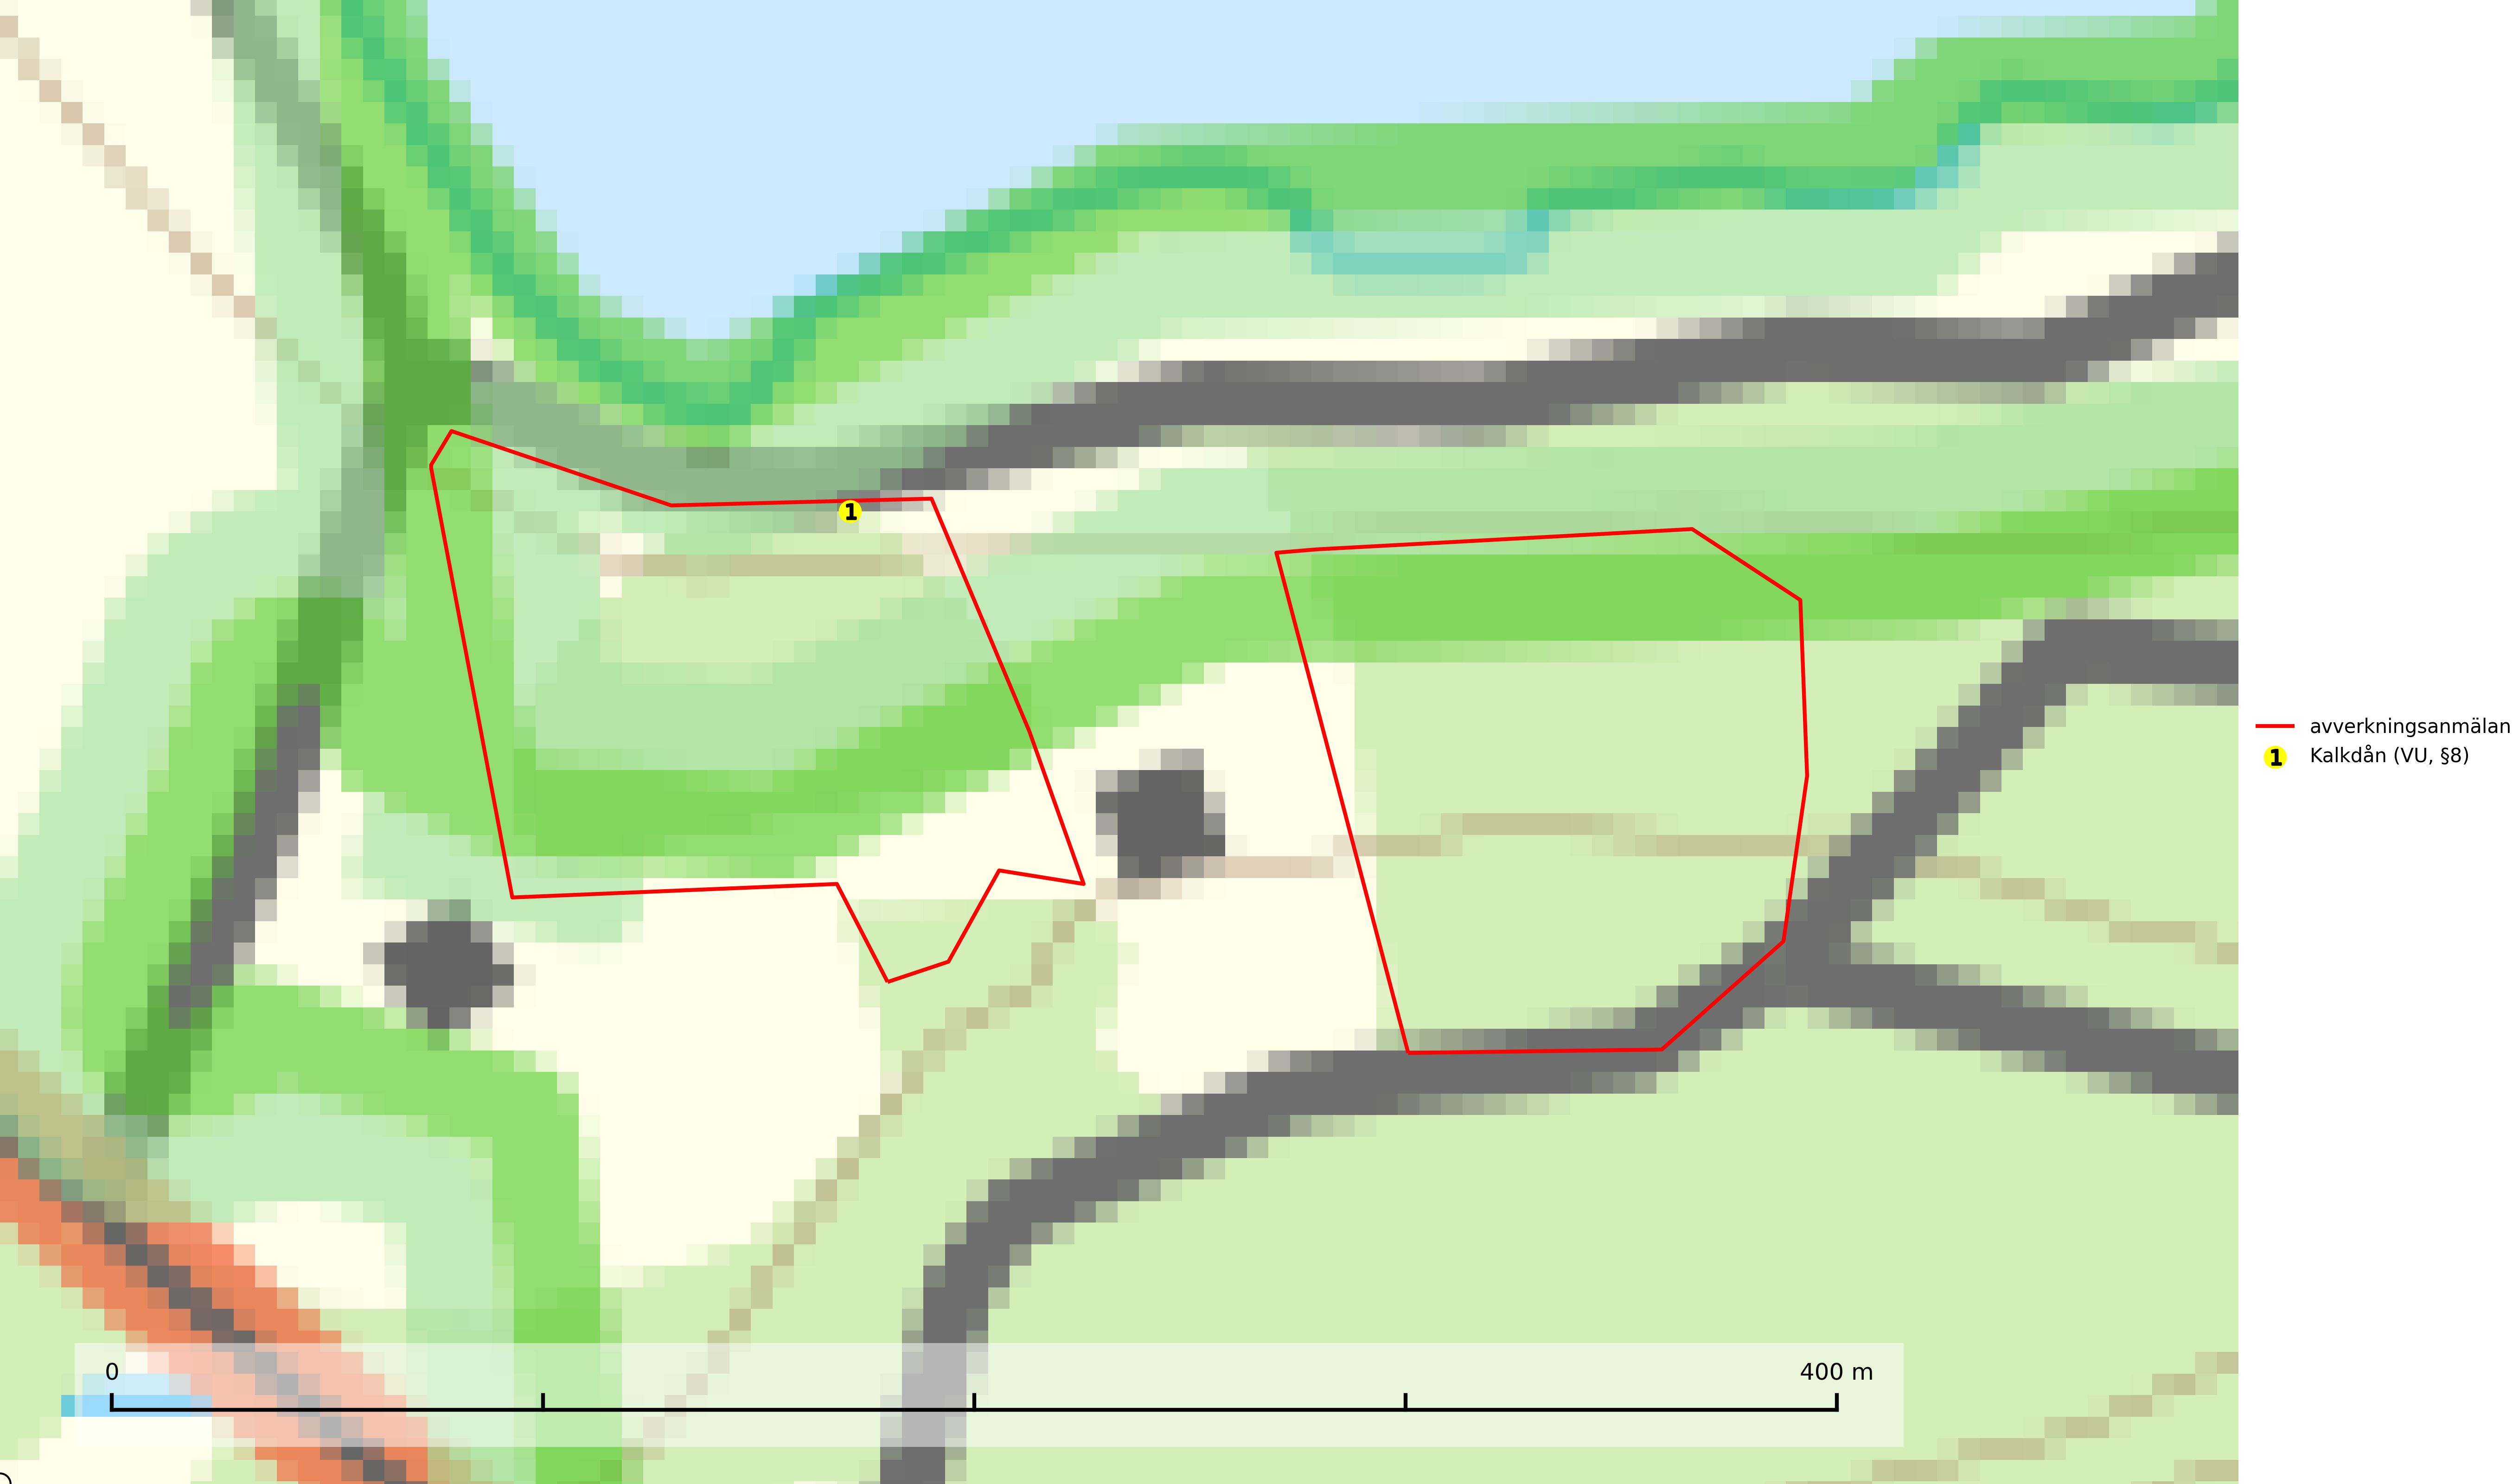 1
avverkningsanmälan
1 Kalkdån (VU, §8)
0 400 m